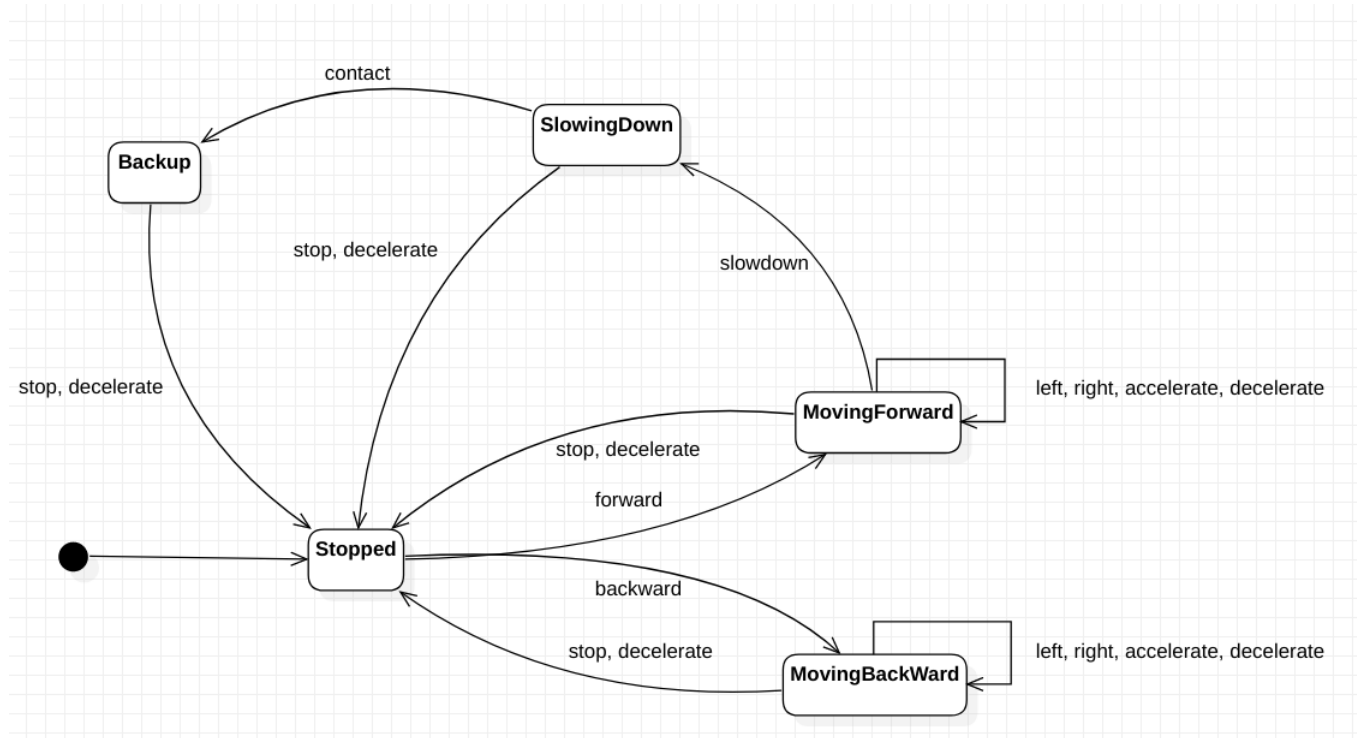 contact
SlowingDown
Backup
stop, decelerate
slowdown
stop, decelerate
left, right, accelerate, decelerate
MovingForward
stop, decelerate
forward
Stopped
backward
stop, decelerate
left, right, accelerate, decelerate
MovingBackWard